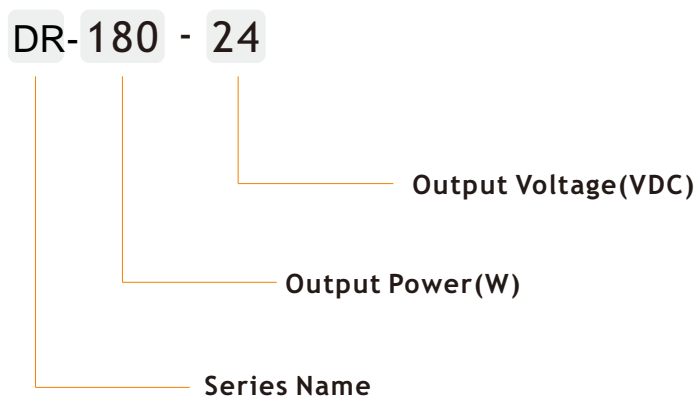 DR-180 - 24
Output Voltage(VDC)
Output Power(W)
Series Name